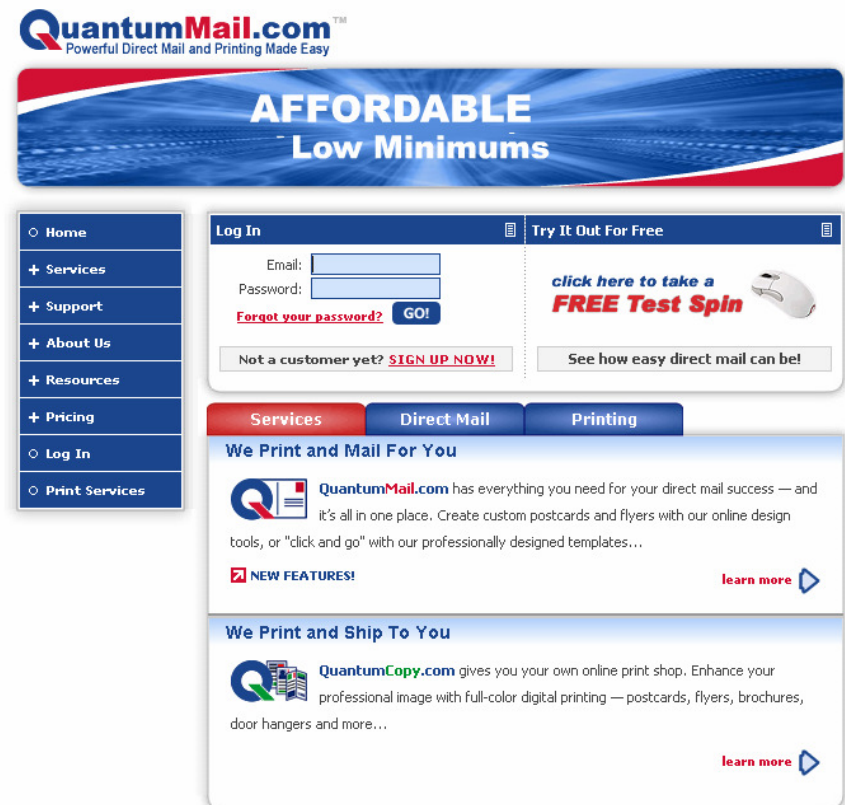 QuantumMail.com™
Powerful Direct Mail and Printing Made Easy
AFFORDABLE
Low Minimums
Home
+ Services
+ Support
+ About Us
+ Resources
+ Pricing
Log In
Print Services
Log In
Email:
Password:
Forgot your password? GO!
Not a customer yet? SIGN UP NOW!
Try It Out For Free
click here to take a
FREE Test Spin
See how easy direct mail can be!
Services Direct Mail Printing
We Print and Mail For You
QuantumMail.com has everything you need for your direct mail success — and
it's all in one place. Create custom postcards and flyers with our online design
tools, or "click and go" with our professionally designed templates...
NEW FEATURES!
learn more
We Print and Ship To You
QuantumCopy.com gives you your own online print shop. Enhance your
professional image with full-color digital printing — postcards, flyers, brochures,
door hangers and more...
learn more